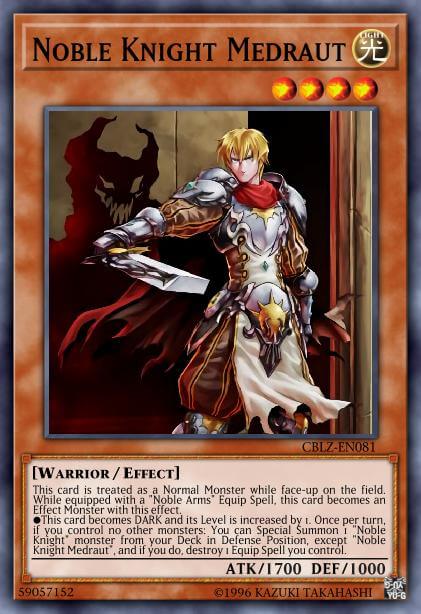 NOBLE KNIGHT MEDRAUT
LIGHT
光
CBLZ-EN081
[WARRIOR / EFFECT]
This card is treated as a Normal Monster while face-up on the field.
While equipped with a "Noble Arms" Equip Spell, this card becomes an
Effect Monster with this effect.
●This card becomes DARK and its Level is increased by 1. Once per turn,
if you control no other monsters: You can Special Summon 1 "Noble
Knight" monster from your Deck in Defense Position, except "Noble
Knight Medraut", and if you do, destroy 1 Equip Spell you control.
ATK/1700 DEF/1000
59057152
©1996 KAZUKI TAKAHASHI